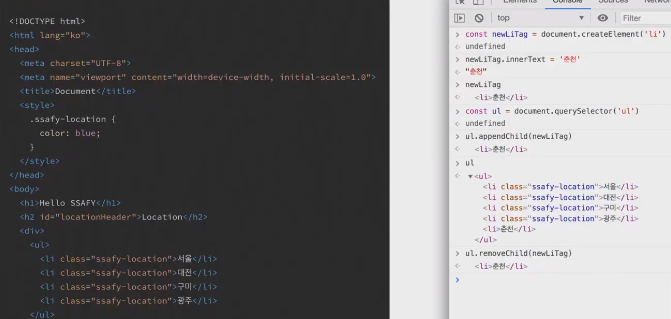 <!DOCTYPE html>
<html lang="ko">
<head>
<meta charset="UTF-8">
<meta name="viewport" content="width=device-width, initial-scale=1.0">
<title>Document</title>
<style>
.ssafy-location {
color: blue;
}
</style>
</head>
<body>
<h1>Hello SSAFY</h1>
<h2 id="locationHeader">Location</h2>
<div>
<ul>
<li class="ssafy-location">서울</li>
<li class="ssafy-location">대전</li>
<li class="ssafy-location">구미</li>
<li class="ssafy-location">광주</li>
</ul>
Elements Console Sources Network
top Filter
> const newLiTag = document.createElement('li')
< undefined
> newLiTag.innerText = '춘천'
< "춘천"
> newLiTag
< <li>춘천</li>
> const ul = document.querySelector('ul')
< undefined
> ul.appendChild(newLiTag)
< <li>춘천</li>
> ul
< ▼<ul>
<li class="ssafy-location">서울</li>
<li class="ssafy-location">대전</li>
<li class="ssafy-location">구미</li>
<li class="ssafy-location">광주</li>
<li>춘천</li>
</ul>
> ul.removeChild(newLiTag)
< <li>춘천</li>
>